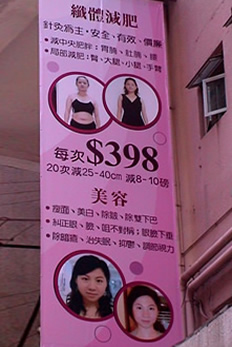 纖體減肥
針灸為主，安全、有效、價廉
• 減中央肥胖：胃腩、肚腩、腰
• 局部減肥：臀、大腿、小腿、手臂
每次$398
20次減25-40cm 減8-10磅
美容
• 瘦面、美白、除皺、除雙下巴
• 糾正眼、臉、咀不對稱；眼瞼下垂
• 除暗瘡、治失眠、抑鬱、調節視力